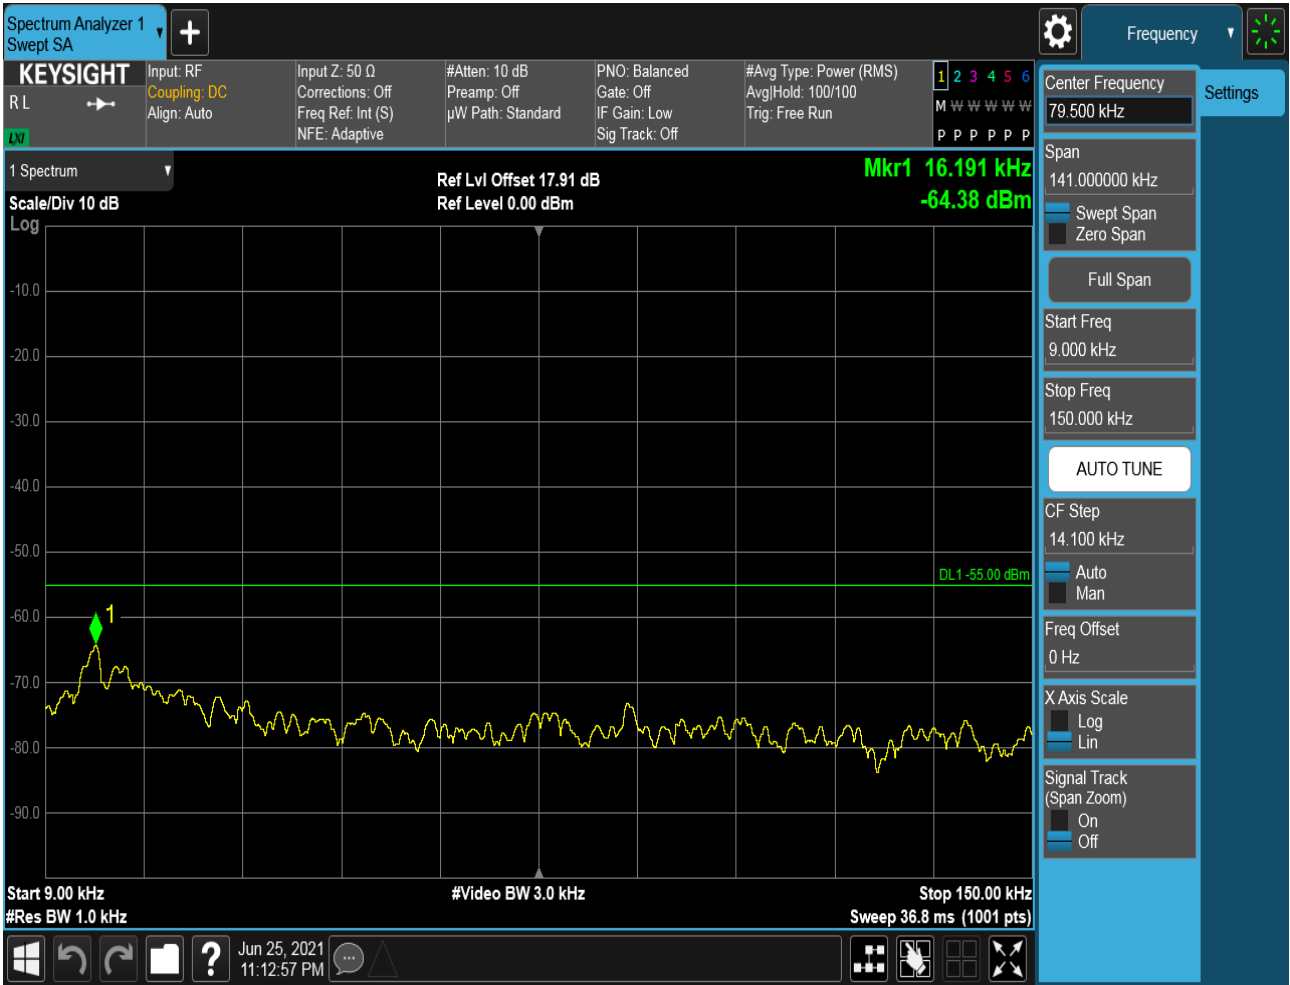 Spectrum Analyzer 1
Swept SA
Frequency
KEYSIGHT
R L
LXI
Input: RF
Coupling: DC
Align: Auto
Input Z: 50 Ω
Corrections: Off
Freq Ref: Int (S)
NFE: Adaptive
#Atten: 10 dB
Preamp: Off
µW Path: Standard
PNO: Balanced
Gate: Off
IF Gain: Low
Sig Track: Off
#Avg Type: Power (RMS)
Avg|Hold: 100/100
Trig: Free Run
1 2 3 4 5 6
M W W W W W
P P P P P P
1 Spectrum
Scale/Div 10 dB
Log
Ref Lvl Offset 17.91 dB
Ref Level 0.00 dBm
Mkr1 16.191 kHz
-64.38 dBm
-10.0
-20.0
-30.0
-40.0
-50.0
DL1 -55.00 dBm
-60.0
1
-70.0
-80.0
-90.0
Start 9.00 kHz
#Video BW 3.0 kHz
Stop 150.00 kHz
#Res BW 1.0 kHz
Sweep 36.8 ms (1001 pts)
Center Frequency
79.500 kHz
Settings
Span
141.000000 kHz
Swept Span
Zero Span
Full Span
Start Freq
9.000 kHz
Stop Freq
150.000 kHz
AUTO TUNE
CF Step
14.100 kHz
Auto
Man
Freq Offset
0 Hz
X Axis Scale
Log
Lin
Signal Track
(Span Zoom)
On
Off
?
Jun 25, 2021
11:12:57 PM